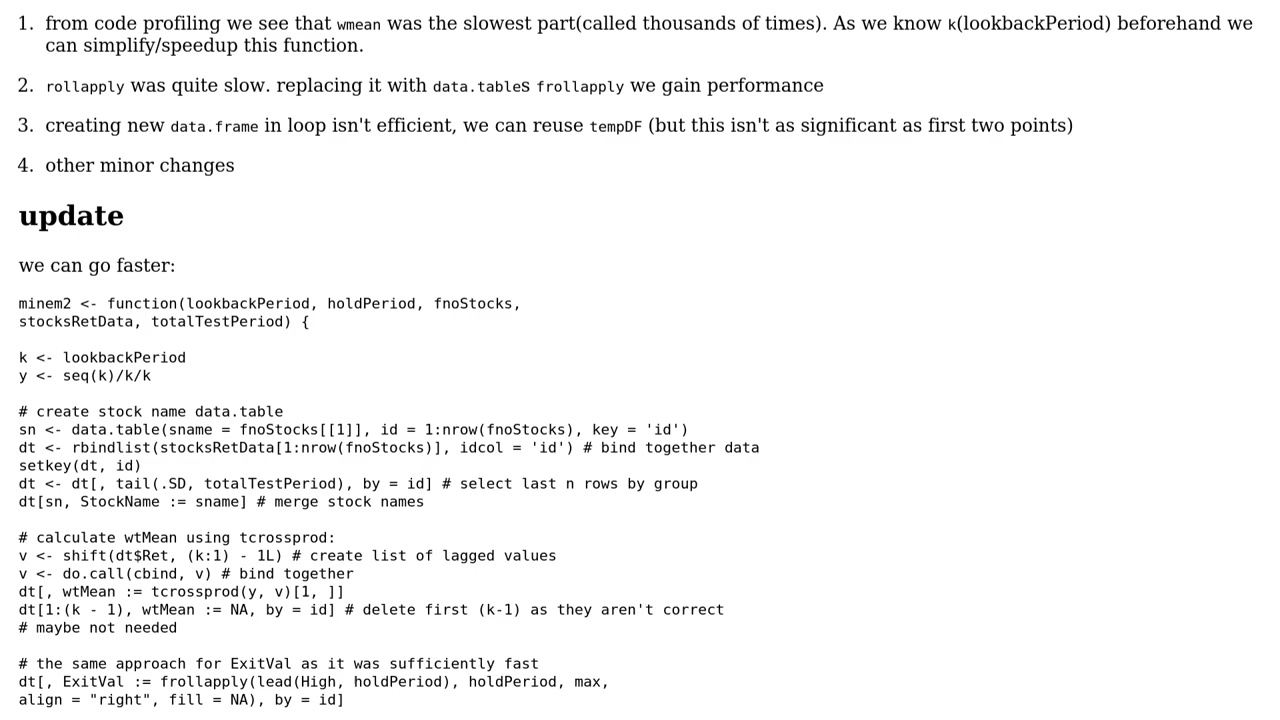 1. from code profiling we see that wmean was the slowest part(called thousands of times). As we know k(lookbackPeriod) beforehand we
can simplify/speedup this function.
2. rollapply was quite slow. replacing it with data.tables frollapply we gain performance
3. creating new data.frame in loop isn't efficient, we can reuse tempDF (but this isn't as significant as first two points)
4. other minor changes
update
we can go faster:
minem2 <- function(lookbackPeriod, holdPeriod, fnoStocks,
stocksRetData, totalTestPeriod) {
k <- lookbackPeriod
y <- seq(k)/k/k
# create stock name data.table
sn <- data.table(sname = fnoStocks[[1]], id = 1:nrow(fnoStocks), key = 'id')
dt <- rbindlist(stocksRetData[1:nrow(fnoStocks)], idcol = 'id') # bind together data
setkey(dt, id)
dt <- dt[, tail(.SD, totalTestPeriod), by = id] # select last n rows by group
dt[sn, StockName := sname] # merge stock names
# calculate wtMean using tcrossprod:
v <- shift(dt$Ret, (k:1) - 1L) # create list of lagged values
v <- do.call(cbind, v) # bind together
dt[, wtMean := tcrossprod(y, v)[1, ]]
dt[1:(k - 1), wtMean := NA, by = id] # delete first (k-1) as they aren't correct
# maybe not needed
# the same approach for ExitVal as it was sufficiently fast
dt[, ExitVal := frollapply(lead(High, holdPeriod), holdPeriod, max,
align = "right", fill = NA), by = id]